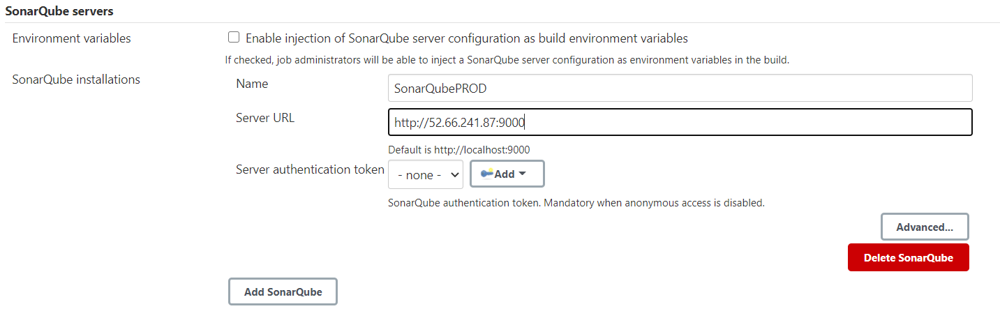 SonarQube servers
Environment variables
Enable injection of SonarQube server configuration as build environment variables
If checked, job administrators will be able to inject a SonarQube server configuration as environment variables in the build.
SonarQube installations
Name
SonarQubePROD
Server URL
http://52.66.241.87:9000
Default is http://localhost:9000
Server authentication token
- none -
Add
SonarQube authentication token. Mandatory when anonymous access is disabled.
Advanced...
Delete SonarQube
Add SonarQube